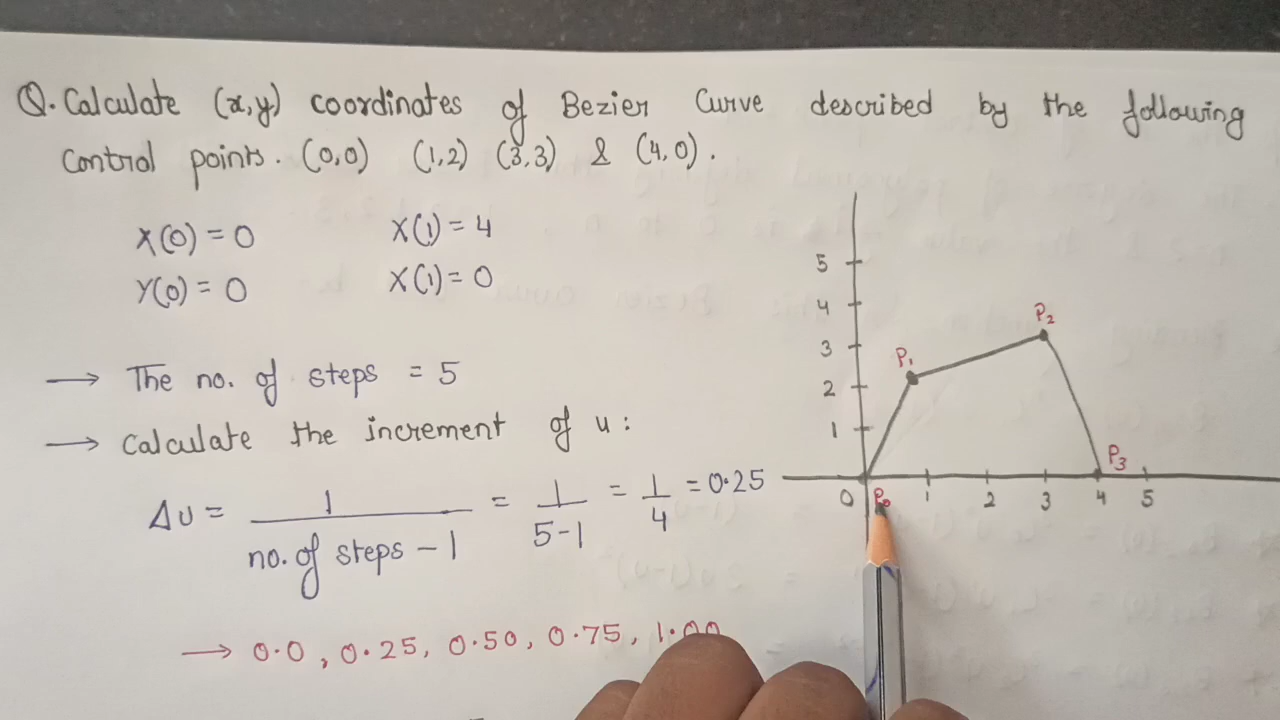 Q. Calculate (x,y) coordinates of Bezier Curve described by the following
Control points. (0,0) (1,2) (3,3) & (4,0).
X(0) = 0 X(1) = 4
Y(0) = 0 X(1) = 0
→ The no. of steps = 5
→ Calculate the increment of u:
Δu = 1 / no. of steps - 1 = 1 / 5-1 = 1 / 4 = 0.25
→ 0.0, 0.25, 0.50, 0.75, 1.00
5
4
3
2
1
0 1 2 3 4 5
P0
P1
P2
P3